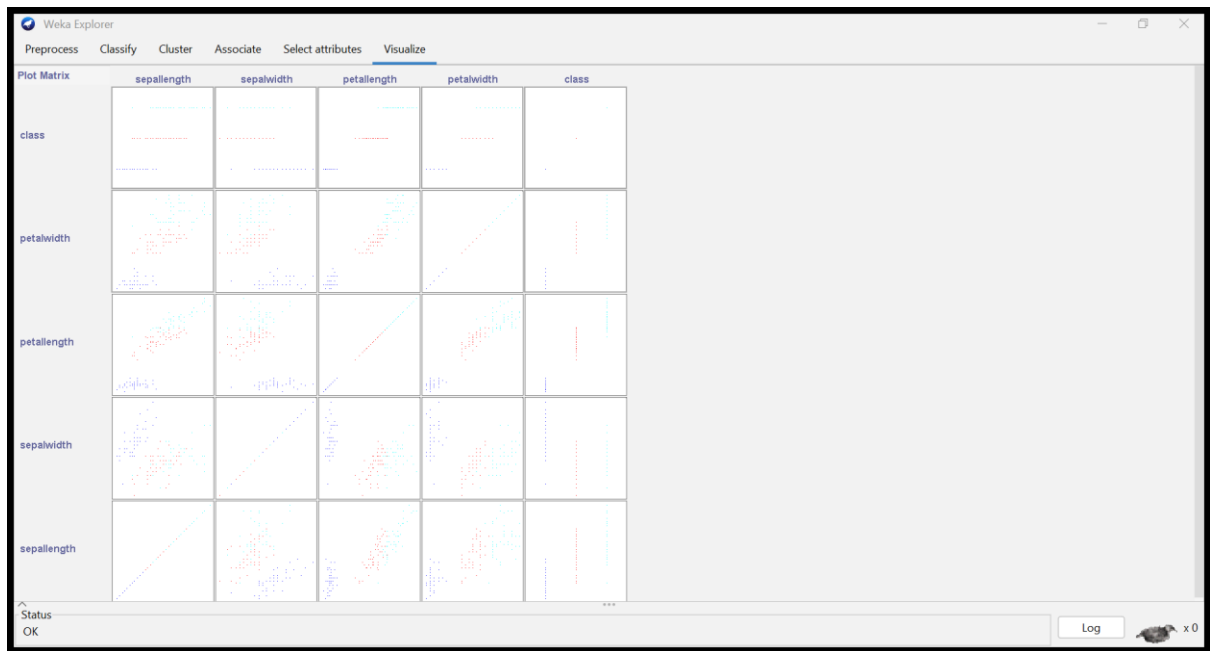 Weka Explorer
Preprocess Classify Cluster Associate Select attributes Visualize
Plot Matrix sepallength sepalwidth petallength petalwidth class
class
petalwidth
petallength
sepalwidth
sepallength
Status
OK
Log x 0